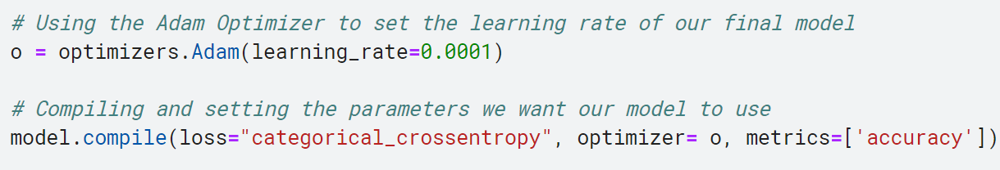 # Using the Adam Optimizer to set the learning rate of our final model
o = optimizers.Adam(learning_rate=0.0001)
# Compiling and setting the parameters we want our model to use
model.compile(loss="categorical_crossentropy", optimizer= o, metrics=['accuracy'])